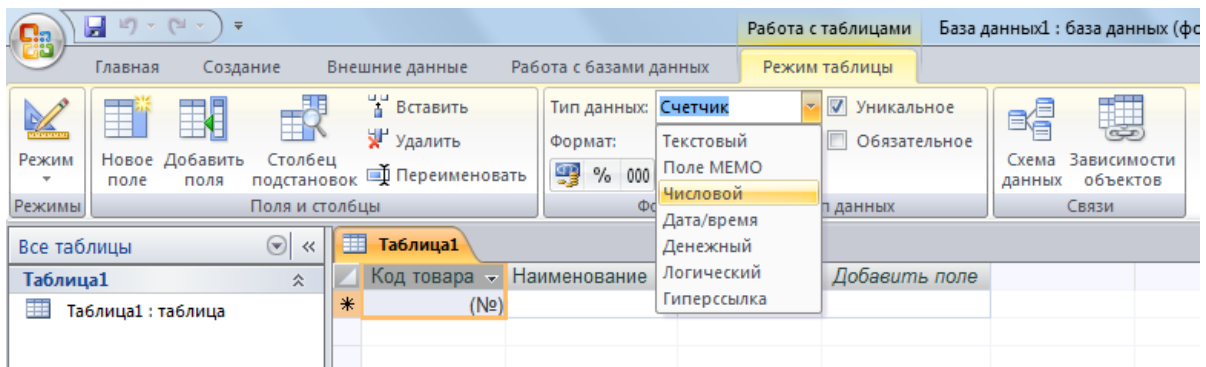 Работа с таблицами База данных1 : база данных (фо
Главная Создание Внешние данные Работа с базами данных Режим таблицы
Режим
Новое поле
Добавить поля
Столбец подстановок
Вставить
Удалить
Переименовать
Тип данных: Счетчик
Формат:
% 000
Уникальное
Обязательное
Схема данных
Зависимости объектов
Режимы Поля и столбцы Фо п данных Связи
Текстовый
Поле МЕМО
Числовой
Дата/время
Денежный
Логический
Гиперссылка
Все таблицы
Таблица1
Таблица1 : таблица
Таблица1
Код товара Наименование Добавить поле
(№)